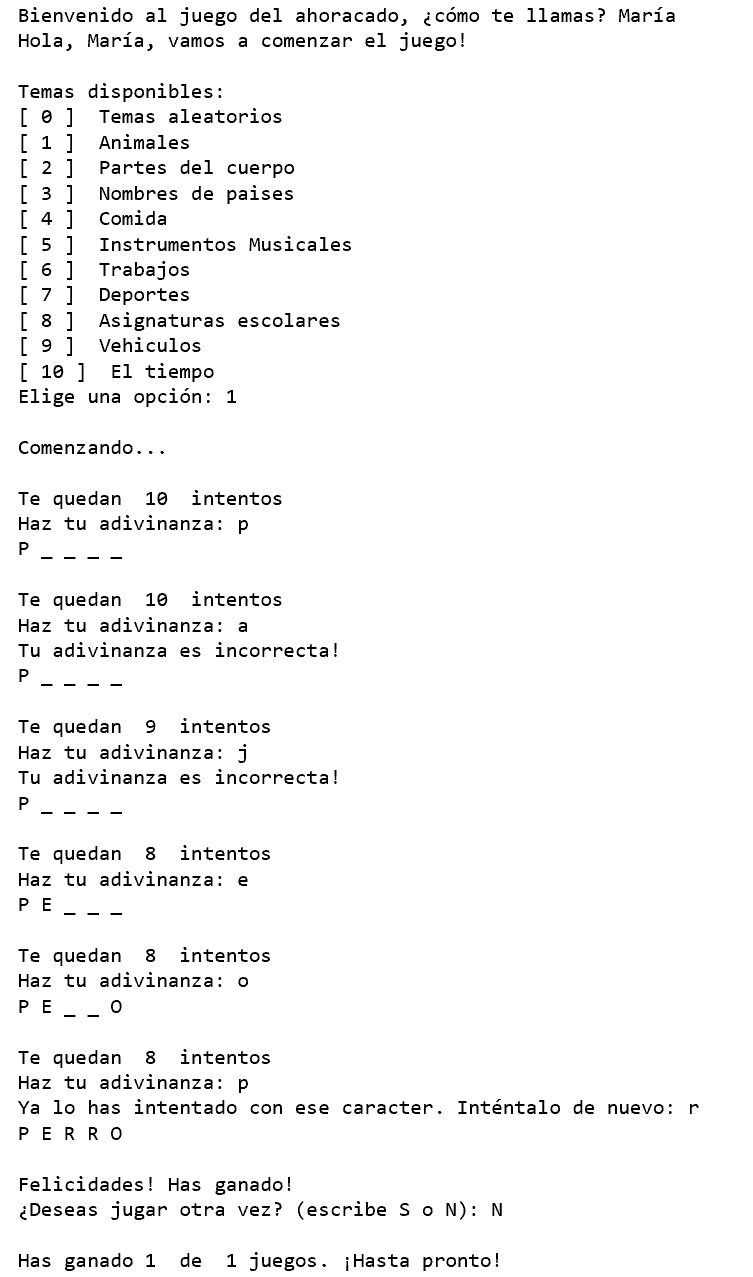 Bienvenido al juego del ahoracado, ¿cómo te llamas? María
Hola, María, vamos a comenzar el juego!
Temas disponibles:
[ 0 ]  Temas aleatorios
[ 1 ]  Animales
[ 2 ]  Partes del cuerpo
[ 3 ]  Nombres de paises
[ 4 ]  Comida
[ 5 ]  Instrumentos Musicales
[ 6 ]  Trabajos
[ 7 ]  Deportes
[ 8 ]  Asignaturas escolares
[ 9 ]  Vehiculos
[ 10 ]  El tiempo
Elige una opción: 1
Comenzando...
Te quedan  10  intentos
Haz tu adivinanza: p
P _ _ _ _
Te quedan  10  intentos
Haz tu adivinanza: a
Tu adivinanza es incorrecta!
P _ _ _ _
Te quedan  9  intentos
Haz tu adivinanza: j
Tu adivinanza es incorrecta!
P _ _ _ _
Te quedan  8  intentos
Haz tu adivinanza: e
P E _ _ _
Te quedan  8  intentos
Haz tu adivinanza: o
P E _ _ O
Te quedan  8  intentos
Haz tu adivinanza: p
Ya lo has intentado con ese caracter. Inténtalo de nuevo: r
P E R R O
Felicidades! Has ganado!
¿Deseas jugar otra vez? (escribe S o N): N
Has ganado 1  de  1 juegos. ¡Hasta pronto!